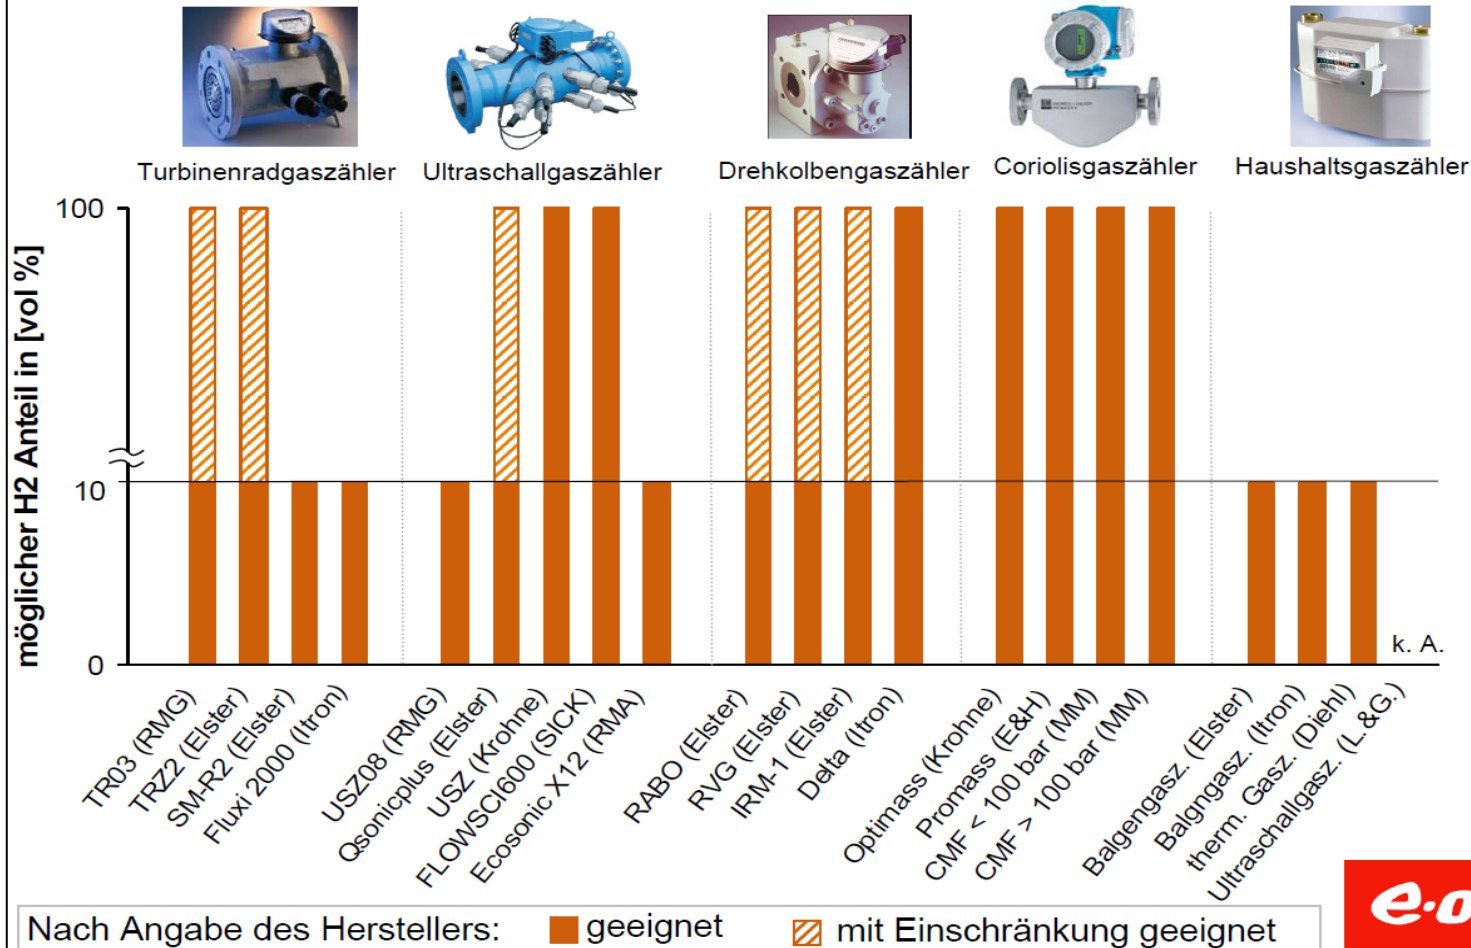 Turbinenradgaszähler
Ultraschallgaszähler
Drehkolbengaszähler
Coriolisgaszähler
Haushaltsgaszähler
möglicher H2 Anteil in [vol %]
100
10
0
k. A.
TR03 (RMG)
TRZ2 (Elster)
SM-R2 (Elster)
Fluxi 2000 (Itron)
USZ08 (RMG)
Qsonicplus (Elster)
USZ (Krohne)
FLOWSCI600 (SICK)
Ecosonic X12 (RMA)
RABO (Elster)
RVG (Elster)
IRM-1 (Elster)
Delta (Itron)
Optimass (Krohne)
Promass (E&H)
CMF < 100 bar (MM)
CMF > 100 bar (MM)
Balgengasz. (Elster)
Balgngasz. (Itron)
therm. Gasz. (Diehl)
Ultraschallgasz. (L.&G.)
Nach Angabe des Herstellers: geeignet mit Einschränkung geeignet
e·o